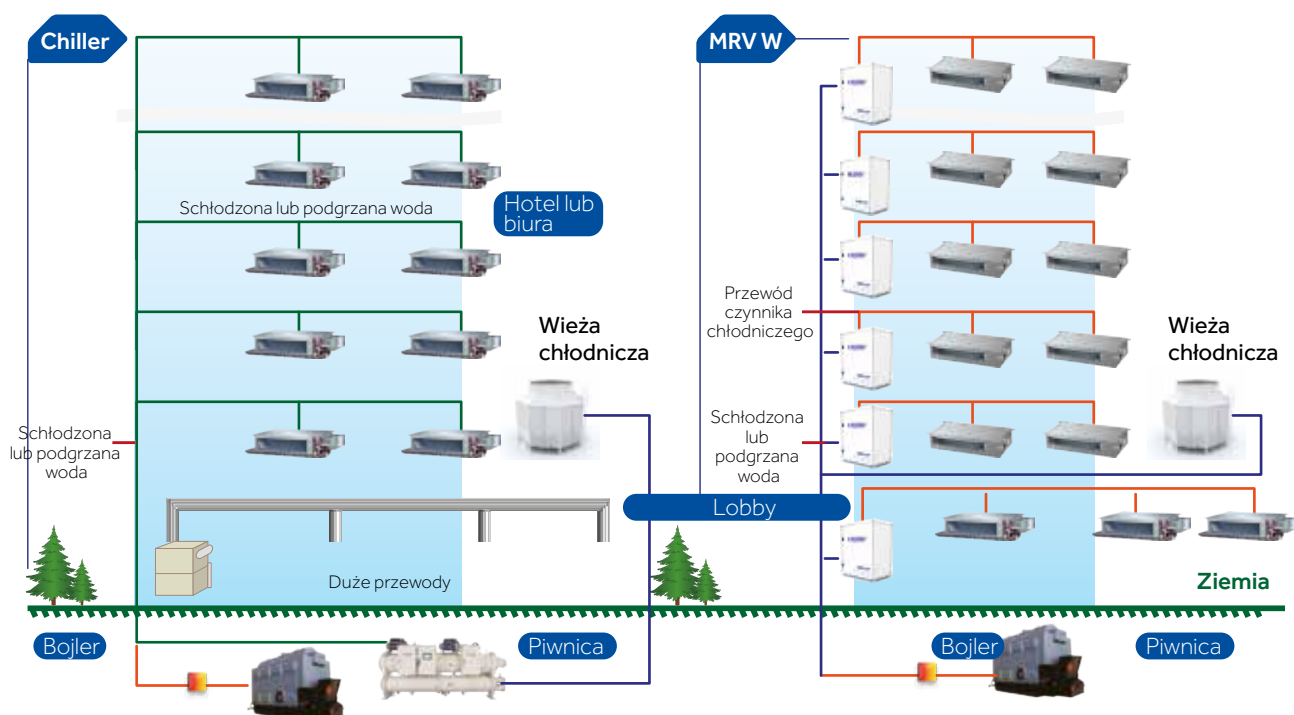 Chiller
Schłodzona lub podgrzana woda
Hotel lub
biura
Wieża
chłodnicza
Schłodzona
lub podgrzana
woda
Duże przewody
Bojler
Piwnica
Lobby
MRV W
Przewód
czynnika
chłodniczego
Wieża
chłodnicza
Schłodzona
lub
podgrzana
woda
Ziemia
Bojler
Piwnica